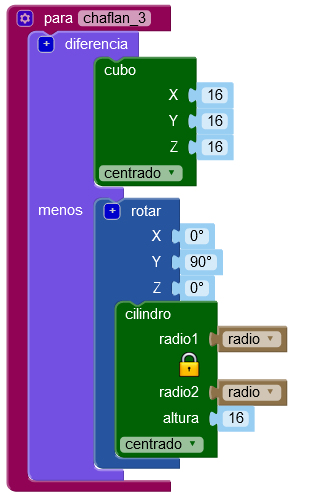 para chaflan_3
diferencia
cubo
X 16
Y 16
Z 16
centrado
menos
rotar
X 0°
Y 90°
Z 0°
cilindro
radio1 radio
radio2 radio
altura 16
centrado